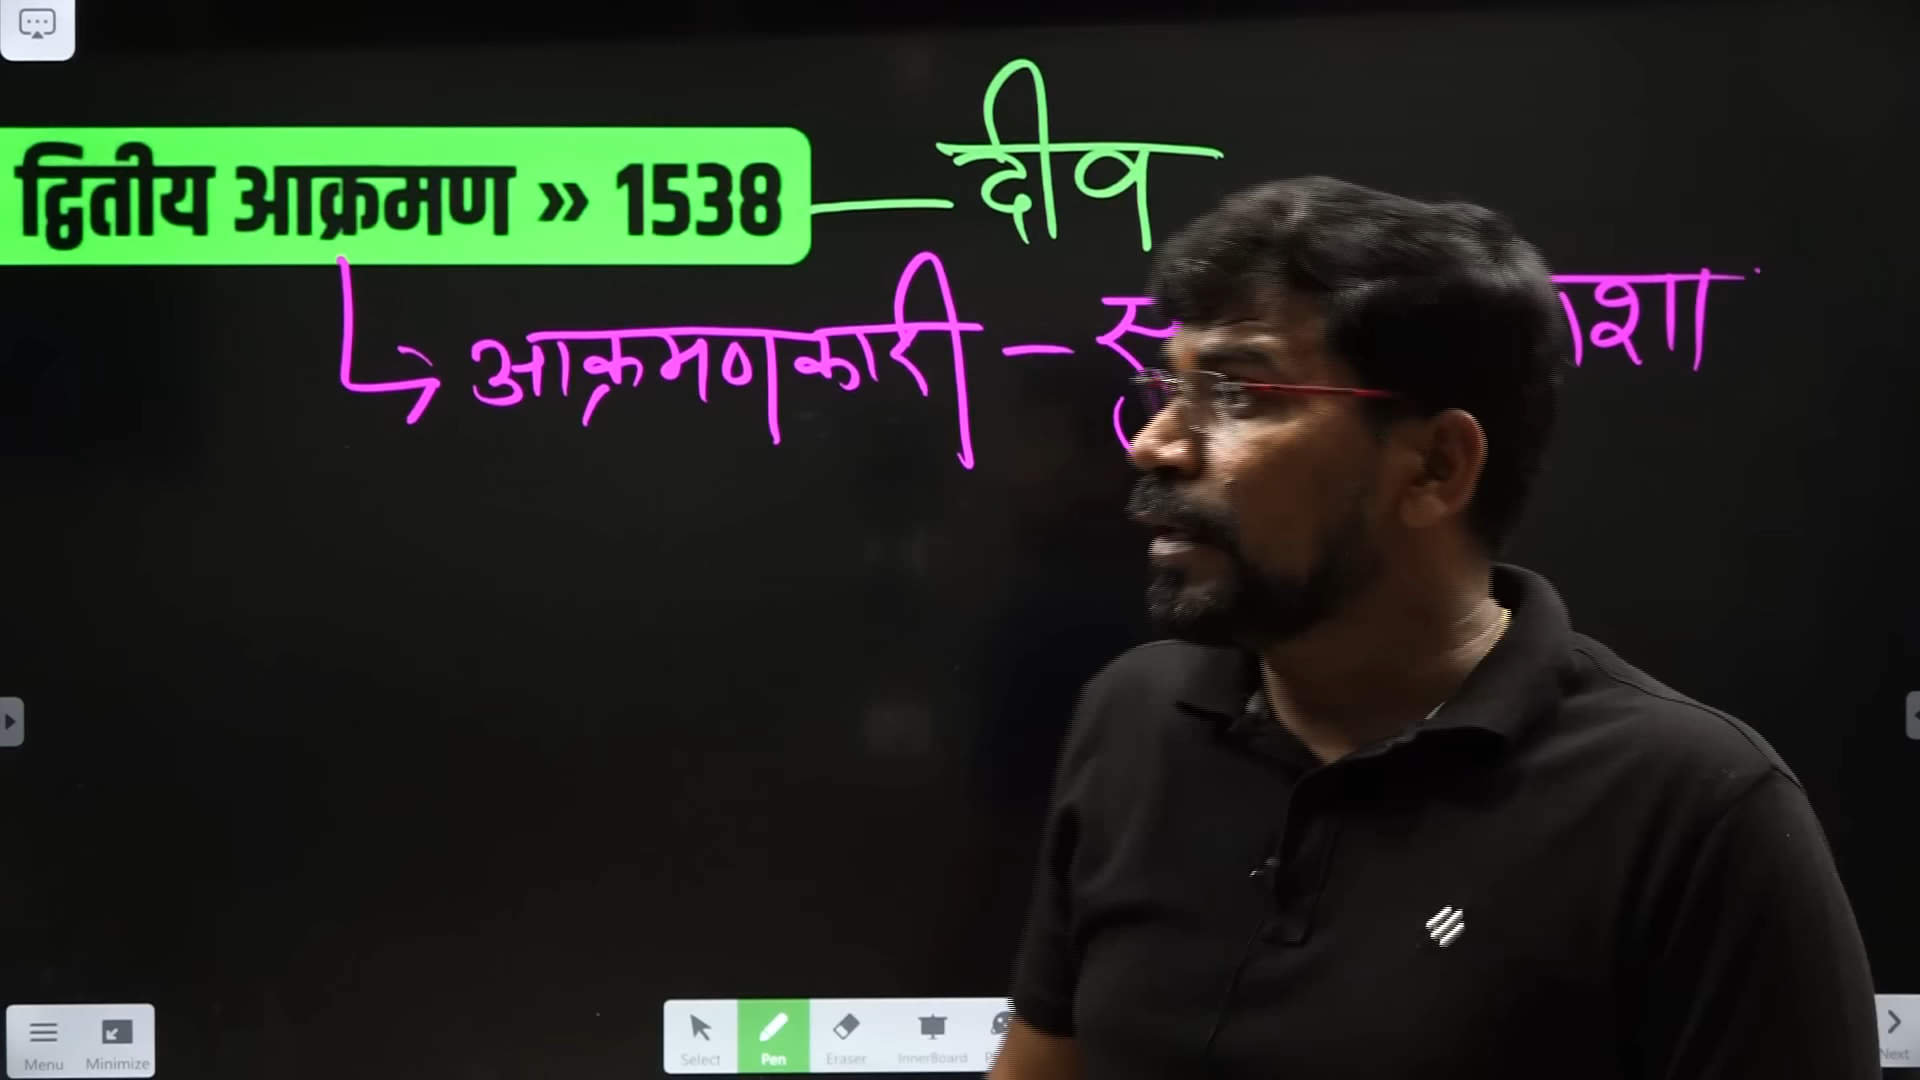 द्वितीय आक्रमण » 1538 — दीव
आक्रमणकारी –
Menu
Minimize
Select
Pen
Eraser
InnerBoard
Next